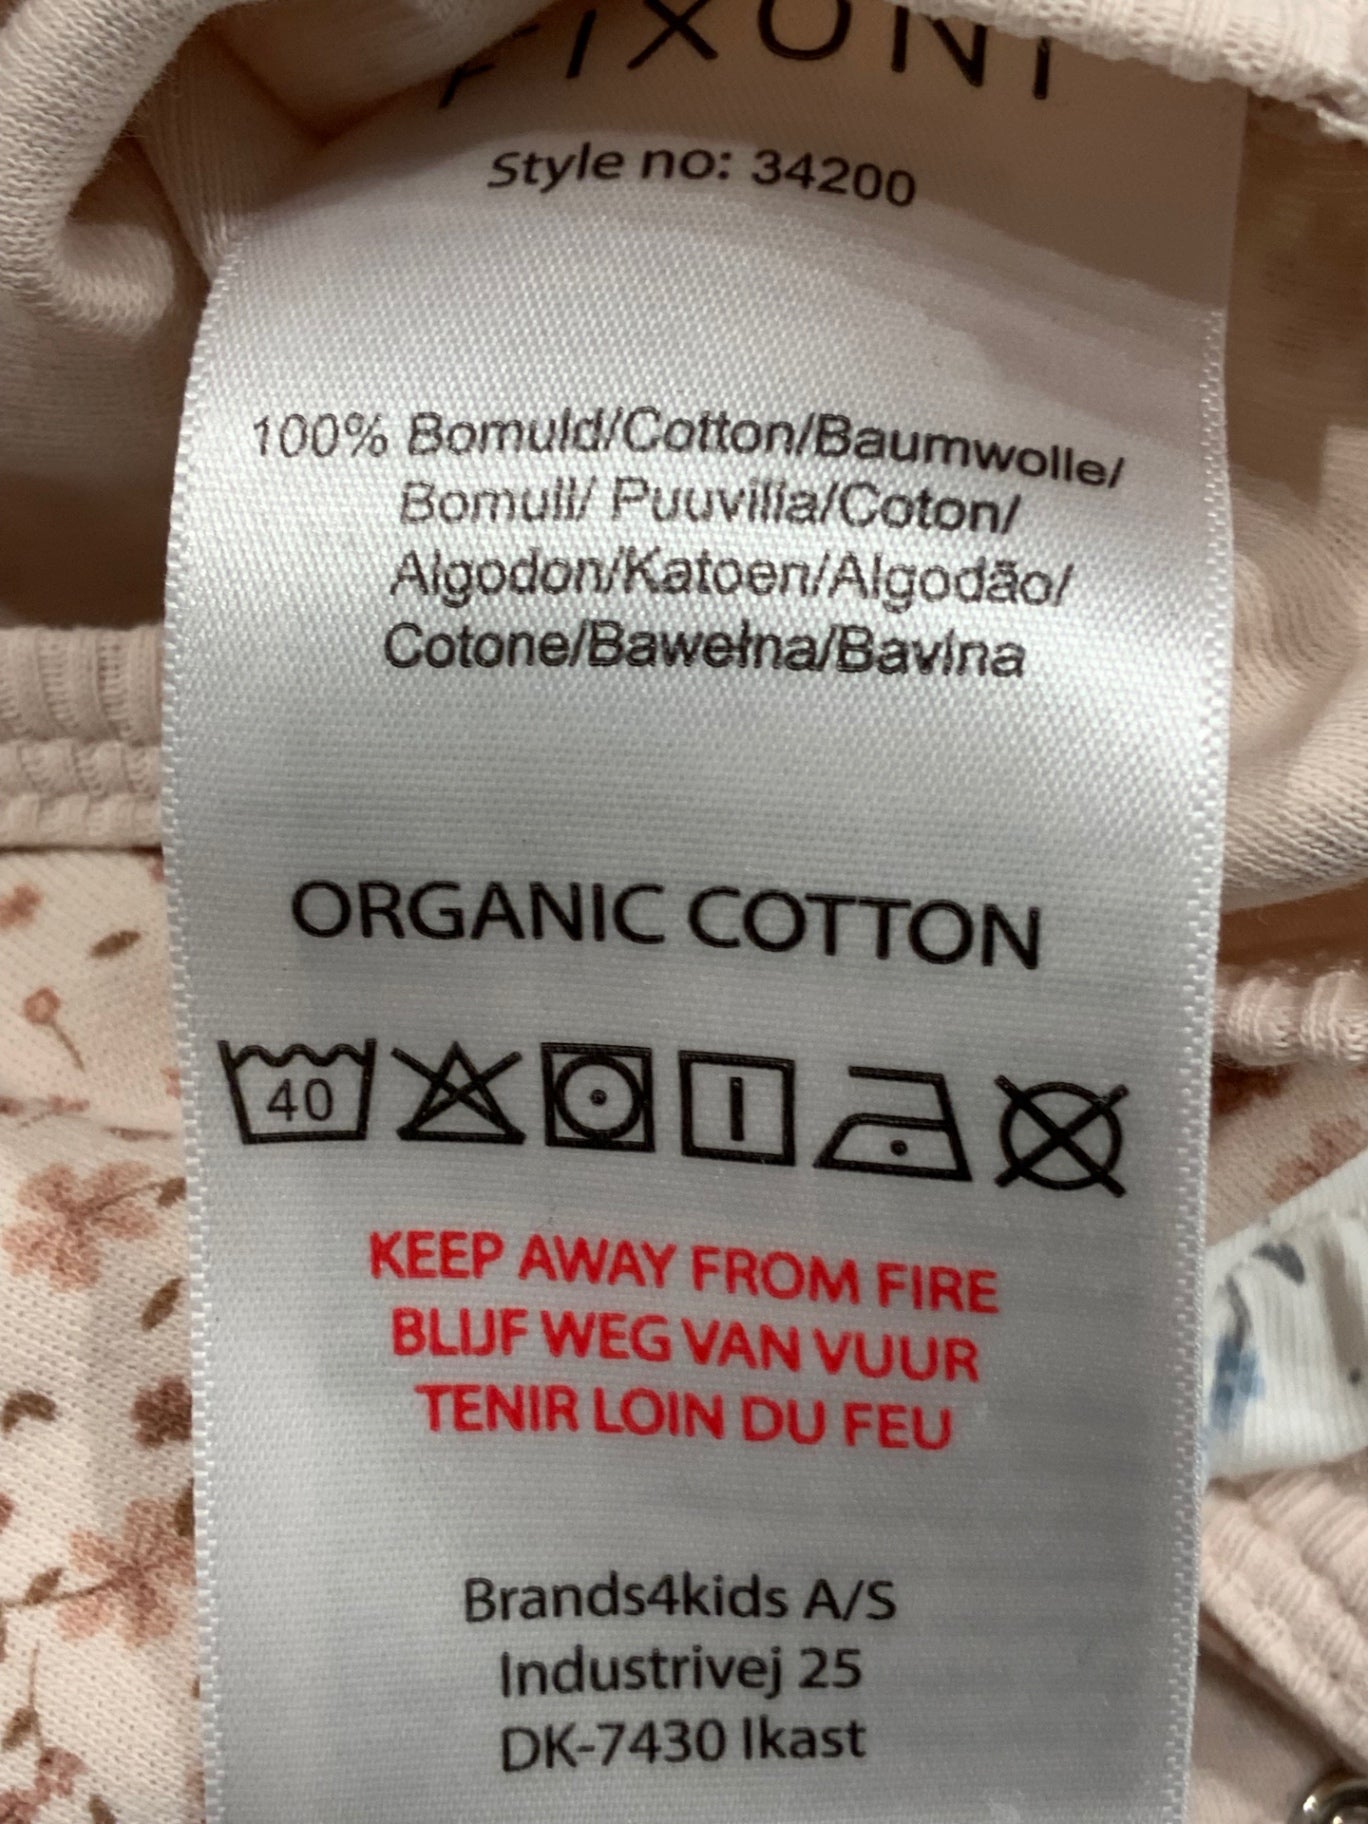 FIXONI
Style no: 34200
100% Bomuld/Cotton/Baumwolle/
Bomull/ Puuvilla/Coton/
Algodon/Katoen/Algodão/
Cotone/Bawełna/Bavlna
ORGANIC COTTON
40
KEEP AWAY FROM FIRE
BLIJF WEG VAN VUUR
TENIR LOIN DU FEU
Brands4kids A/S
Industrivej 25
DK-7430 Ikast